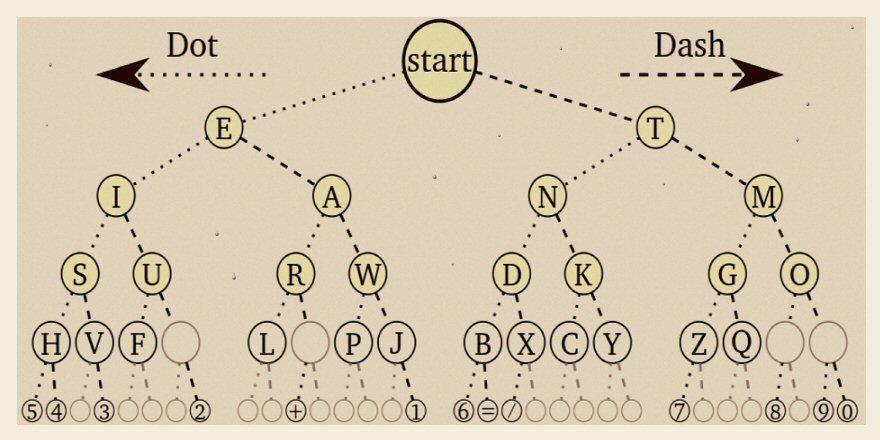 Dot
start
Dash
E T
I A N M
S U R W D K G O
H V F L P J B X C Y Z Q
5 4 3 2 + 1 6 = / 7 8 9 0